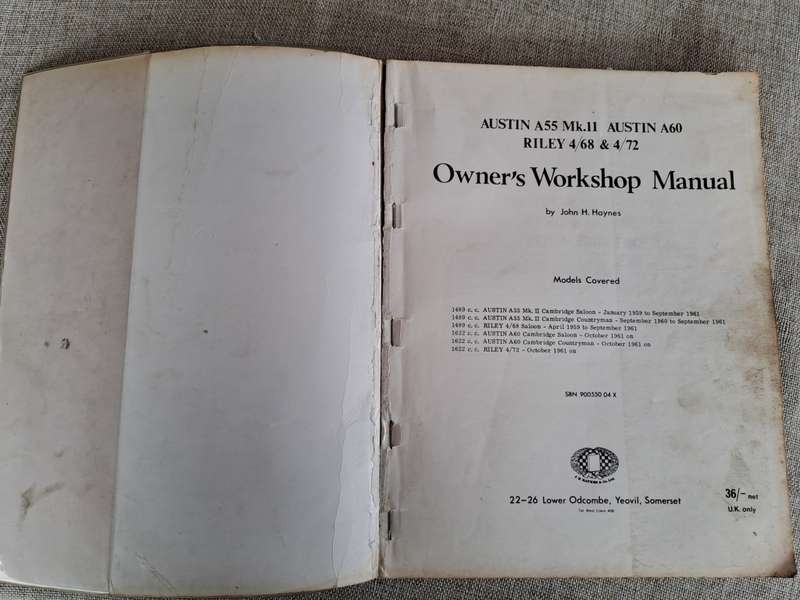 AUSTIN A55 Mk.II AUSTIN A60
RILEY 4/68 & 4/72
Owner's Workshop Manual
by John H. Haynes
Models Covered
1489 c.c. AUSTIN A55 Mk. II Cambridge Saloon - January 1959 to September 1961
1489 c.c. AUSTIN A55 Mk. II Cambridge Countryman - September 1960 to September 1961
1489 c.c. RILEY 4/68 Saloon - April 1959 to September 1961
1622 c.c. AUSTIN A60 Cambridge Saloon - October 1961 on
1622 c.c. AUSTIN A60 Cambridge Countryman - October 1961 on
1622 c.c. RILEY 4/72 - October 1961 on
SBN 900550 04 X
J H HAYNES & Co Ltd
22-26 Lower Odcombe, Yeovil, Somerset
36/- net
U.K. only